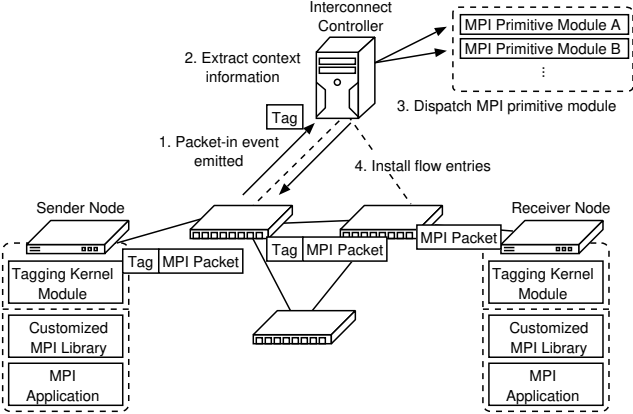 Interconnect
Controller
MPI Primitive Module A
MPI Primitive Module B
⋮
2. Extract context
information
3. Dispatch MPI primitive module
Tag
1. Packet-in event
emitted
4. Install flow entries
Sender Node
Receiver Node
Tag MPI Packet
Tag MPI Packet
MPI Packet
Tagging Kernel
Module
Customized
MPI Library
MPI
Application
Tagging Kernel
Module
Customized
MPI Library
MPI
Application